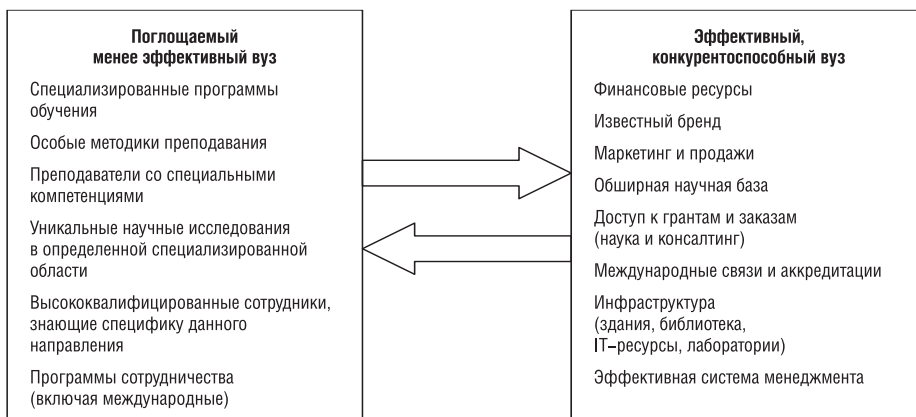 Поглощаемый
менее эффективный вуз
Специализированные программы
обучения
Особые методики преподавания
Преподаватели со специальными
компетенциями
Уникальные научные исследования
в определенной специализированной
области
Высококвалифицированные сотрудники,
знающие специфику данного
направления
Программы сотрудничества
(включая международные)
Эффективный,
конкурентоспособный вуз
Финансовые ресурсы
Известный бренд
Маркетинг и продажи
Обширная научная база
Доступ к грантам и заказам
(наука и консалтинг)
Международные связи и аккредитации
Инфраструктура
(здания, библиотека,
IT–ресурсы, лаборатории)
Эффективная система менеджмента